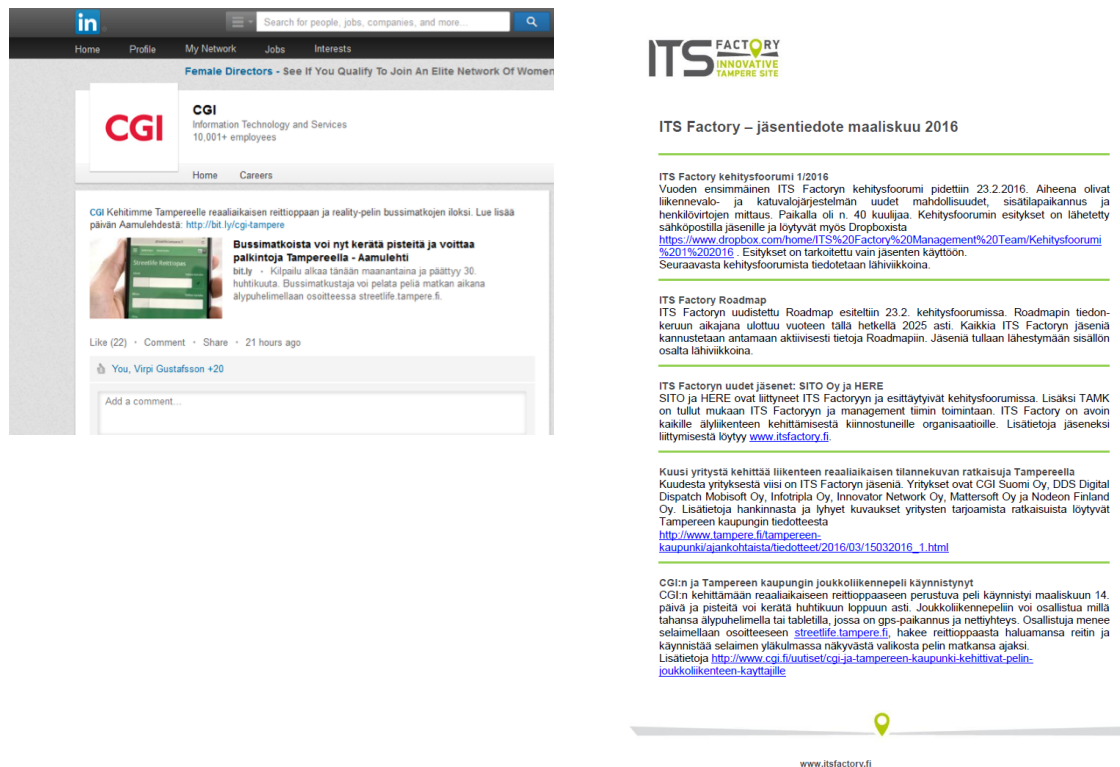 in
Search for people, jobs, companies, and more...
Home Profile My Network Jobs Interests
Female Directors - See If You Qualify To Join An Elite Network Of Women
CGI
CGI
Information Technology and Services
10,001+ employees
Home Careers
CGI Kehitimme Tampereelle reaaliaikaisen reittioppaan ja reality-pelin bussimatkojen iloksi. Lue lisää
päivän Aamulehdestä: http://bit.ly/cgi-tampere
Streetlife Reittiopas
Bussimatkoista voi nyt kerätä pisteitä ja voittaa
palkintoja Tampereella - Aamulehti
bit.ly · Kilpailu alkaa tänään maanantaina ja päättyy 30.
huhtikuuta. Bussimatkustaja voi pelata peliä matkan aikana
älypuhelimellaan osoitteessa streetlife.tampere.fi.
Like (22) · Comment · Share · 21 hours ago
You, Virpi Gustafsson +20
Add a comment...
ITS FACTORY
INNOVATIVE
TAMPERE SITE
ITS Factory – jäsentiedote maaliskuu 2016
ITS Factory kehitysfoorumi 1/2016
Vuoden ensimmäinen ITS Factoryn kehitysfoorumi pidettiin 23.2.2016. Aiheena olivat
liikennevalo- ja katuvalojärjestelmän uudet mahdollisuudet, sisätilapaikannus ja
henkilövirtojen mittaus. Paikalla oli n. 40 kuulijaa. Kehitysfoorumin esitykset on lähetetty
sähköpostilla jäsenille ja löytyvät myös Dropboxista
https://www.dropbox.com/home/ITS%20Factory%20Management%20Team/Kehitysfoorumi
%201%202016 . Esitykset on tarkoitettu vain jäsenten käyttöön.
Seuraavasta kehitysfoorumista tiedotetaan lähiviikkoina.
ITS Factory Roadmap
ITS Factoryn uudistettu Roadmap esiteltiin 23.2. kehitysfoorumissa. Roadmapin tiedon-
keruun aikajana ulottuu vuoteen tällä hetkellä 2025 asti. Kaikkia ITS Factoryn jäseniä
kannustetaan antamaan aktiivisesti tietoja Roadmapiin. Jäseniä tullaan lähestymään sisällön
osalta lähiviikkoina.
ITS Factoryn uudet jäsenet: SITO Oy ja HERE
SITO ja HERE ovat liittyneet ITS Factoryyn ja esittäytyivät kehitysfoorumissa. Lisäksi TAMK
on tullut mukaan ITS Factoryyn ja management tiimin toimintaan. ITS Factory on avoin
kaikille älyliikenteen kehittämisestä kiinnostuneille organisaatioille. Lisätietoja jäseneksi
liittymisestä löytyy www.itsfactory.fi.
Kuusi yritystä kehittää liikenteen reaaliaikaisen tilannekuvan ratkaisuja Tampereella
Kuudesta yrityksestä viisi on ITS Factoryn jäseniä. Yritykset ovat CGI Suomi Oy, DDS Digital
Dispatch Mobisoft Oy, Infotripla Oy, Innovator Network Oy, Mattersoft Oy ja Nodeon Finland
Oy. Lisätietoja hankinnasta ja lyhyet kuvaukset yritysten tarjoamista ratkaisuista löytyvät
Tampereen kaupungin tiedotteesta
http://www.tampere.fi/tampereen-
kaupunki/ajankohtaista/tiedotteet/2016/03/15032016_1.html
CGI:n ja Tampereen kaupungin joukkoliikennepeli käynnistynyt
CGI:n kehittämään reaaliaikaiseen reittioppaaseen perustuva peli käynnistyi maaliskuun 14.
päivä ja pisteitä voi kerätä huhtikuun loppuun asti. Joukkoliikennepeliin voi osallistua millä
tahansa älypuhelimella tai tabletilla, jossa on gps-paikannus ja nettiyhteys. Osallistuja menee
selaimellaan osoitteeseen streetlife.tampere.fi, hakee reittioppaasta haluamansa reitin ja
käynnistää selaimen yläkulmassa näkyvästä valikosta pelin matkansa ajaksi.
Lisätietoja http://www.cgi.fi/uutiset/cgi-ja-tampereen-kaupunki-kehittivat-pelin-
joukkoliikenteen-kayttajille
www.itsfactory.fi